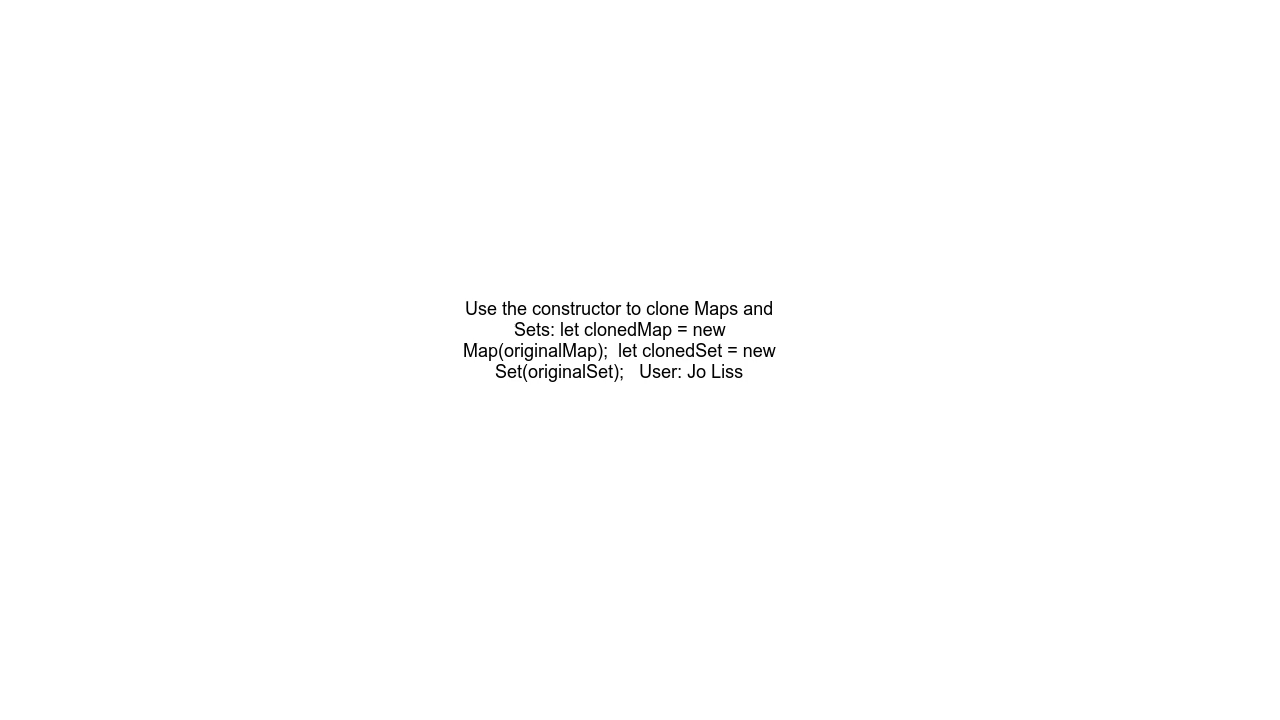 Use the constructor to clone Maps and
Sets: let clonedMap = new
Map(originalMap);  let clonedSet = new
Set(originalSet);   User: Jo Liss